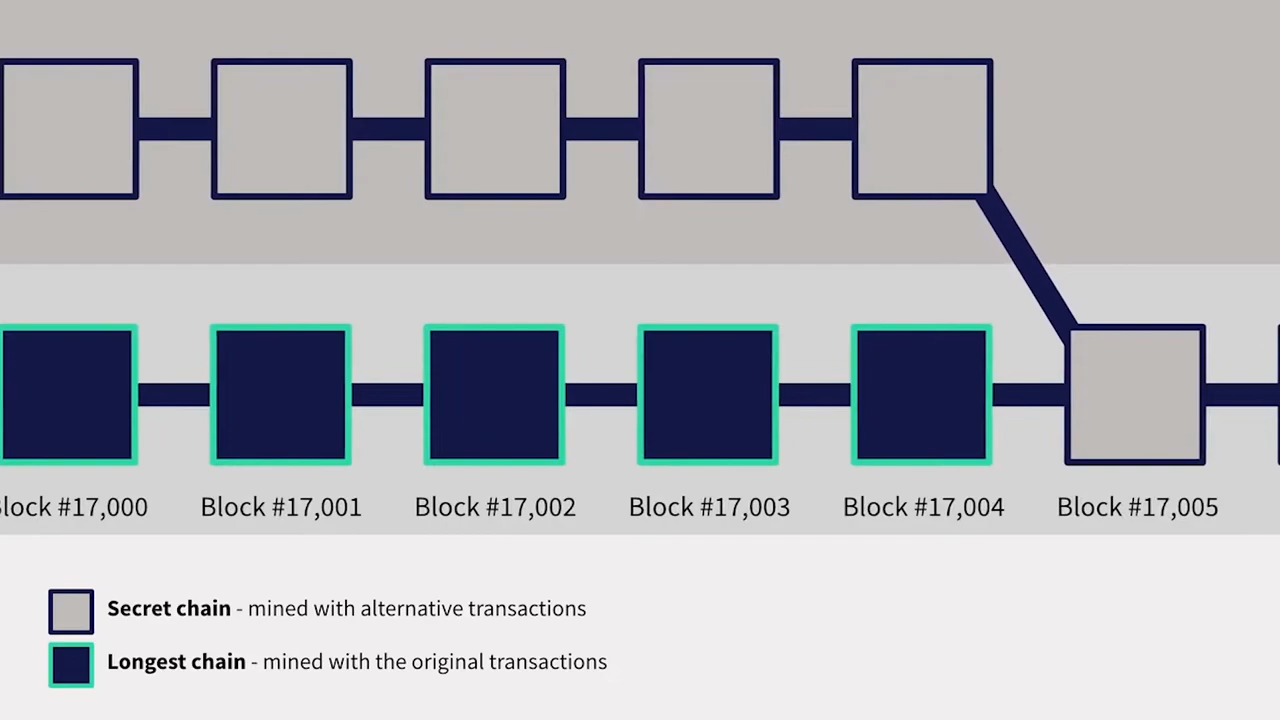 lock #17,000 Block #17,001 Block #17,002 Block #17,003 Block #17,004 Block #17,005
Secret chain - mined with alternative transactions
Longest chain - mined with the original transactions